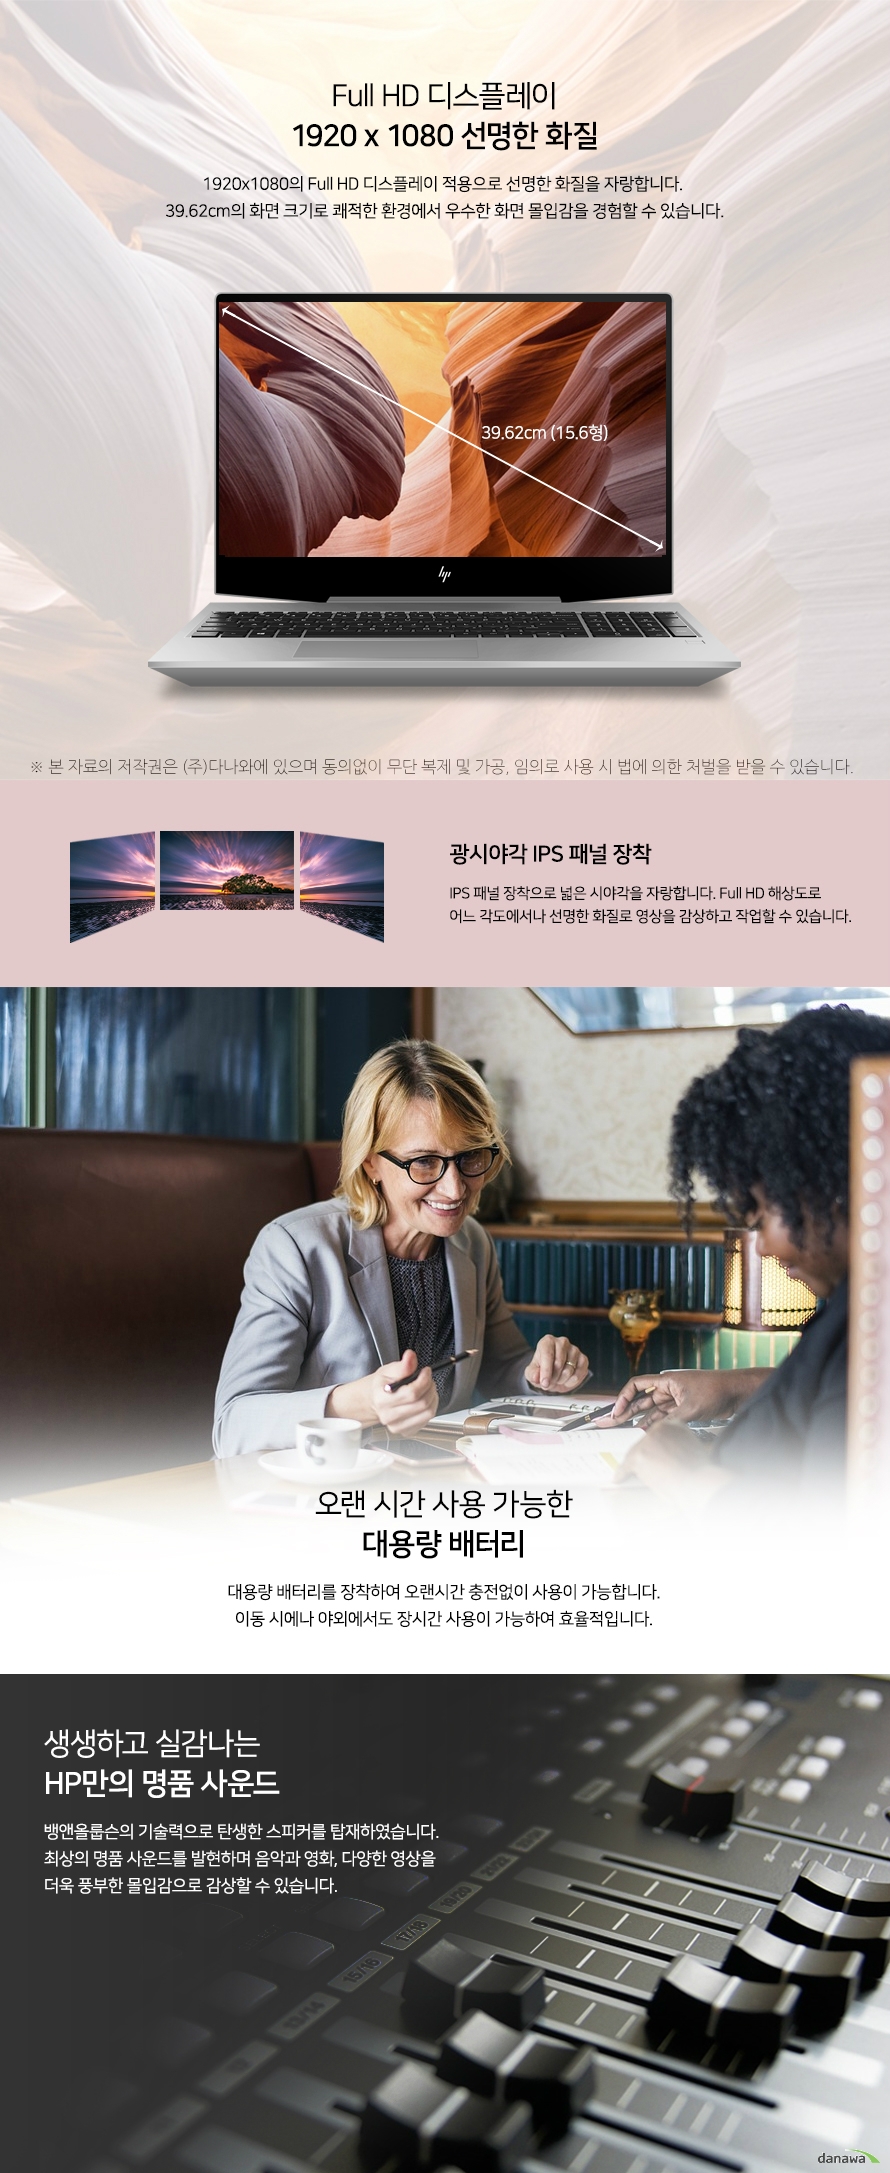 Full HD 디스플레이
1920 x 1080 선명한 화질
1920x1080의 Full HD 디스플레이 적용으로 선명한 화질을 자랑합니다.
39.62cm의 화면 크기로 쾌적한 환경에서 우수한 화면 몰입감을 경험할 수 있습니다.
39.62cm (15.6형)
hp
※ 본 자료의 저작권은 (주)다나와에 있으며 동의없이 무단 복제 및 가공, 임의로 사용 시 법에 의한 처벌을 받을 수 있습니다.
광시야각 IPS 패널 장착
IPS 패널 장착으로 넓은 시야각을 자랑합니다. Full HD 해상도로
어느 각도에서나 선명한 화질로 영상을 감상하고 작업할 수 있습니다.
오랜 시간 사용 가능한
대용량 배터리
대용량 배터리를 장착하여 오랜시간 충전없이 사용이 가능합니다.
이동 시에나 야외에서도 장시간 사용이 가능하여 효율적입니다.
생생하고 실감나는
HP만의 명품 사운드
뱅앤올룹슨의 기술력으로 탄생한 스피커를 탑재하였습니다.
최상의 명품 사운드를 발현하며 음악과 영화, 다양한 영상을
더욱 풍부한 몰입감으로 감상할 수 있습니다.
23/24
21/22
19/20
17/18
15/16
13/14
danawa